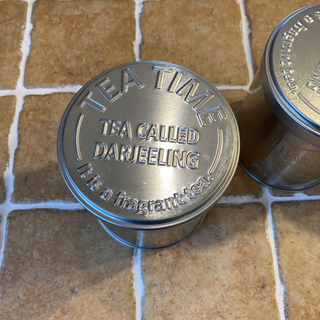 TEA TIME
TEA CALLED
DARJEELING
It is a fragrant tea.